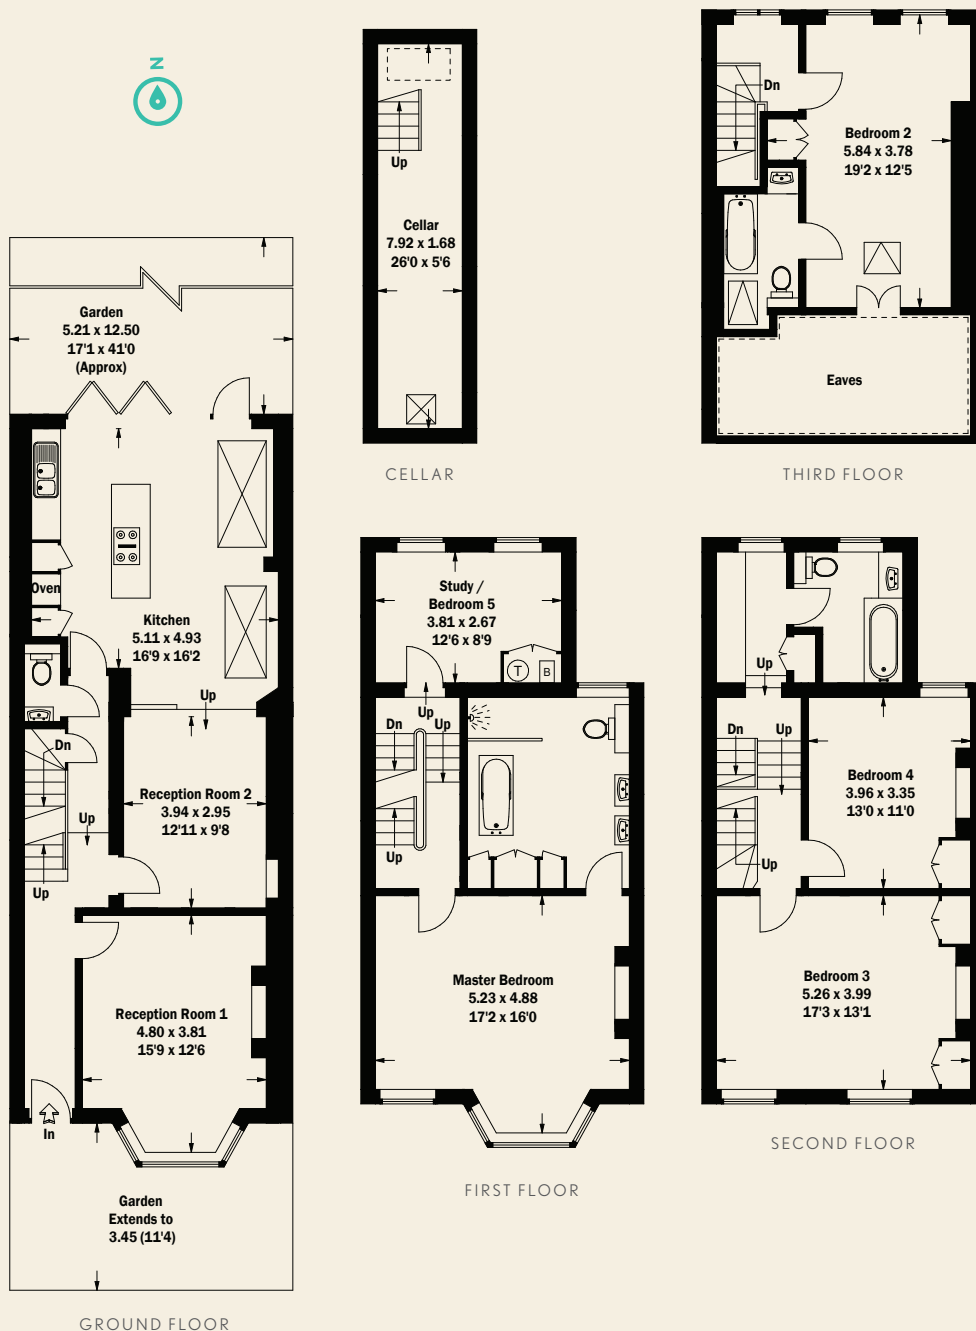 N
Garden
5.21 x 12.50
17'1 x 41'0
(Approx)
Oven
Kitchen
5.11 x 4.93
16'9 x 16'2
Up
Dn
Reception Room 2
3.94 x 2.95
12'11 x 9'8
Up
Up
Reception Room 1
4.80 x 3.81
15'9 x 12'6
In
Garden
Extends to
3.45 (11'4)
GROUND FLOOR
Up
Cellar
7.92 x 1.68
26'0 x 5'6
CELLAR
Dn
Bedroom 2
5.84 x 3.78
19'2 x 12'5
Eaves
THIRD FLOOR
Study /
Bedroom 5
3.81 x 2.67
12'6 x 8'9
T
B
Up
Dn
Up
Up
Master Bedroom
5.23 x 4.88
17'2 x 16'0
FIRST FLOOR
Up
Dn
Up
Bedroom 4
3.96 x 3.35
13'0 x 11'0
Up
Bedroom 3
5.26 x 3.99
17'3 x 13'1
SECOND FLOOR